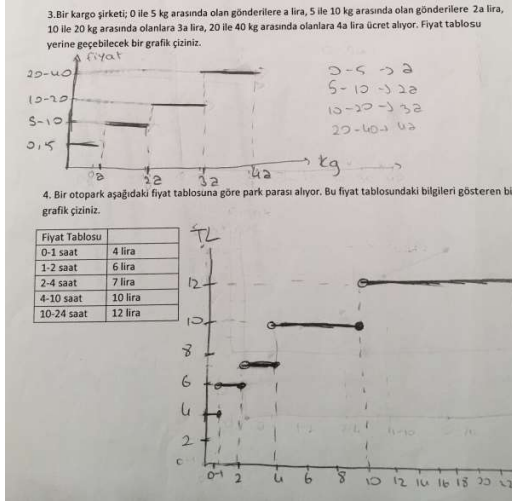 3.Bir kargo şirketi; 0 ile 5 kg arasında olan gönderilere a lira, 5 ile 10 kg arasında olan gönderilere 2a lira,
10 ile 20 kg arasında olanlara 3a lira, 20 ile 40 kg arasında olanlara 4a lira ücret alıyor. Fiyat tablosu
yerine geçebilecek bir grafik çiziniz.
fiyat
20-40
10-20
5-10
0,5
0-5 → a
5-10 → 2a
10-20 → 3a
20-40 → 4a
kg
a 2a 3a 4a
4. Bir otopark aşağıdaki fiyat tablosuna göre park parası alıyor. Bu fiyat tablosundaki bilgileri gösteren bi
grafik çiziniz.
Fiyat Tablosu
0-1 saat 4 lira
1-2 saat 6 lira
2-4 saat 7 lira
4-10 saat 10 lira
10-24 saat 12 lira
TL
12
10
8
6
4
2
0 1 2 4 6 8 10 12 14 16 18 20 22